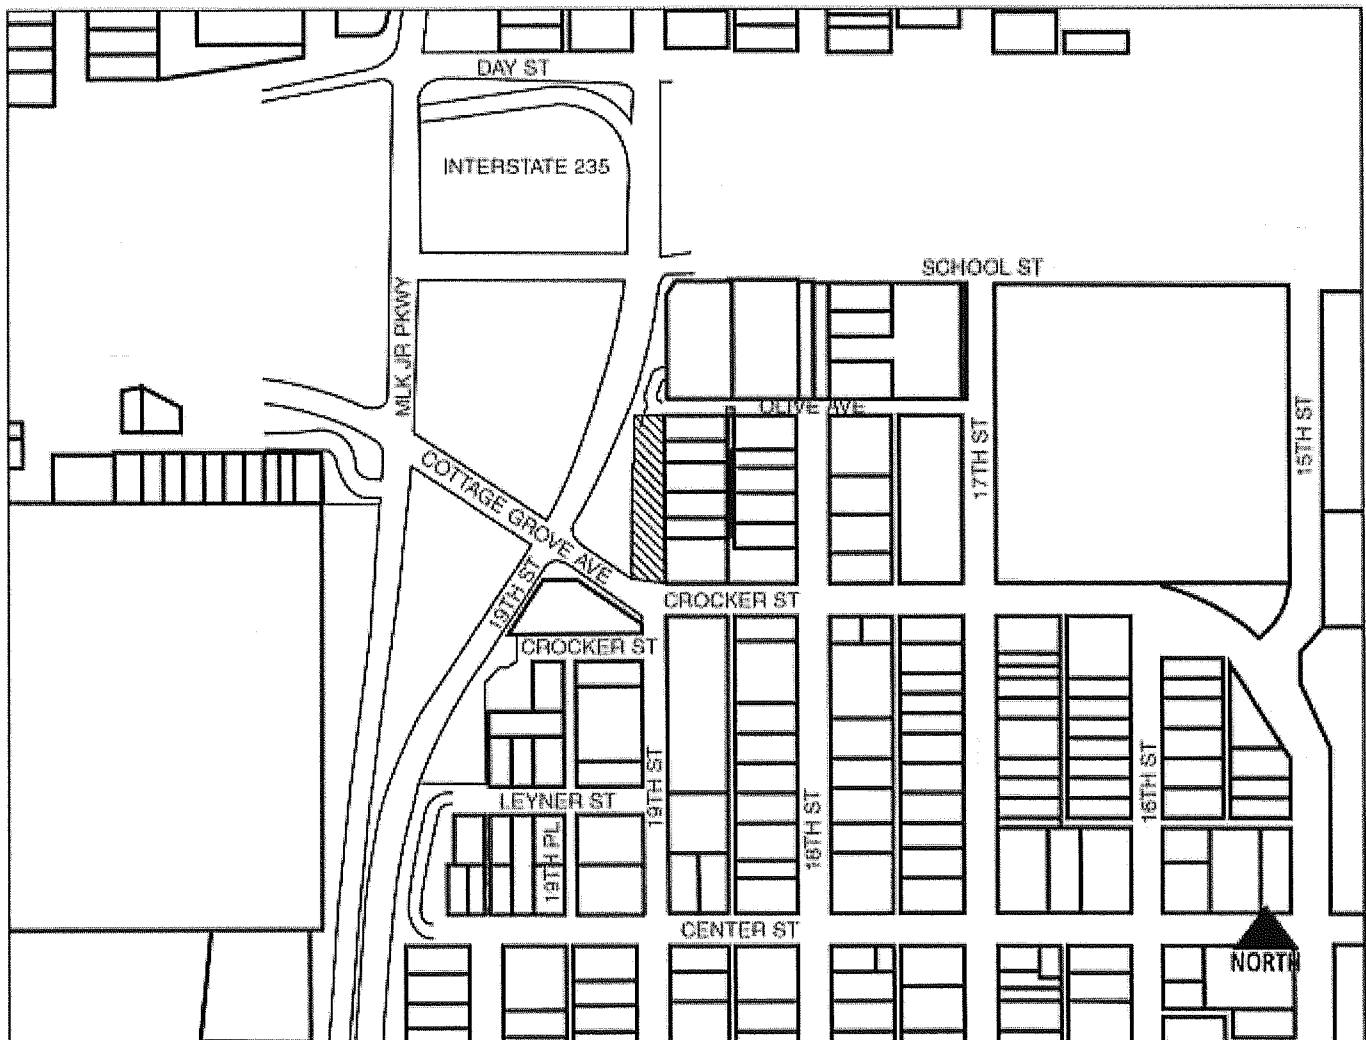 DAY ST
INTERSTATE 235
SCHOOL ST
MLK JR PKWY
OLIVE AVE
15TH ST
17TH ST
COTTAGE GROVE AVE
19TH ST
CROCKER ST
CROCKER ST
19TH ST
16TH ST
LEYNER ST
18TH ST
19TH PL
CENTER ST
NORTH